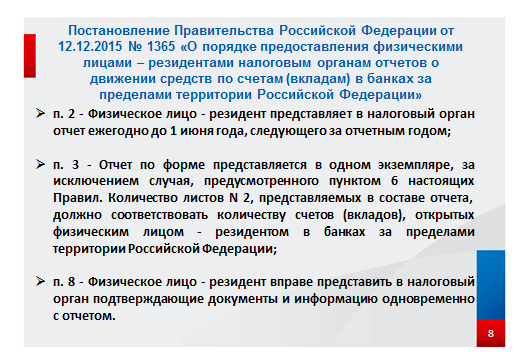 Постановление Правительства Российской Федерации от
12.12.2015 № 1365 «О порядке предоставления физическими
лицами – резидентами налоговым органам отчетов о
движении средств по счетам (вкладам) в банках за
пределами территории Российской Федерации»
п. 2 - Физическое лицо - резидент представляет в налоговый орган
отчет ежегодно до 1 июня года, следующего за отчетным годом;
п. 3 - Отчет по форме представляется в одном экземпляре, за
исключением случая, предусмотренного пунктом 6 настоящих
Правил. Количество листов N 2, представляемых в составе отчета,
должно соответствовать количеству счетов (вкладов), открытых
физическим лицом - резидентом в банках за пределами
территории Российской Федерации;
п. 8 - Физическое лицо - резидент вправе представить в налоговый
орган подтверждающие документы и информацию одновременно
с отчетом.
8